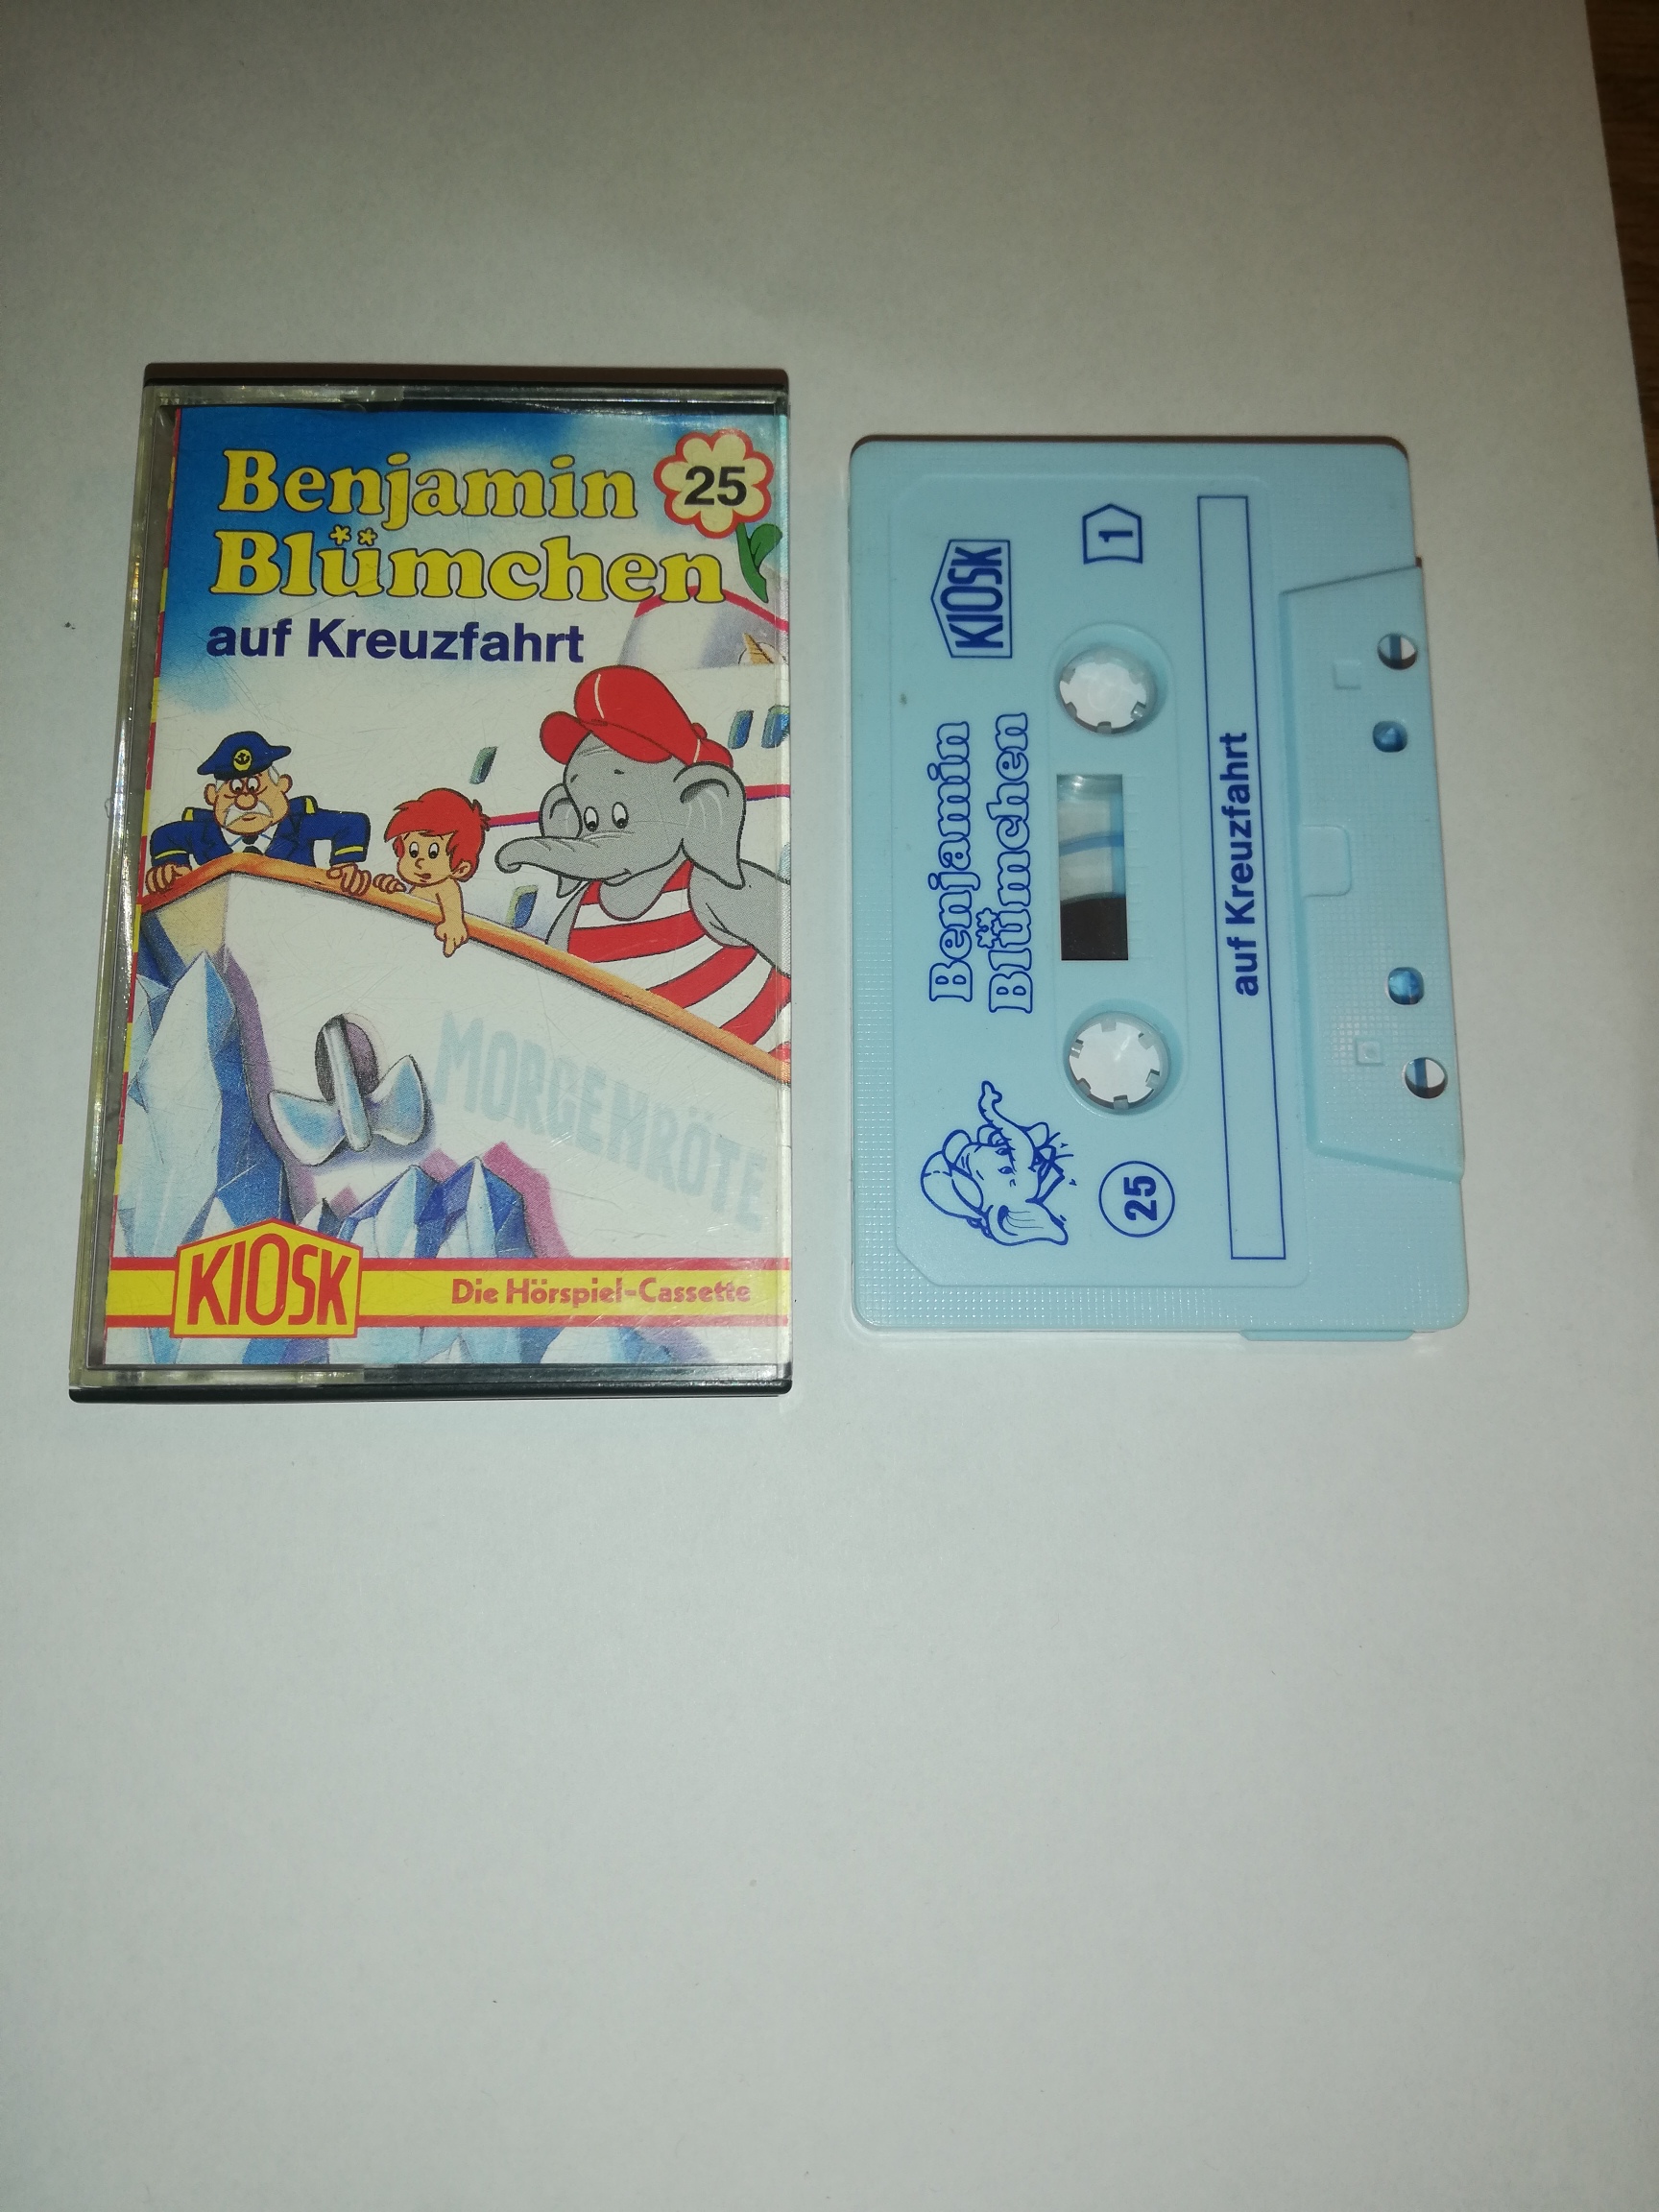 Benjamin
Blümchen
25
auf Kreuzfahrt
MORGENRÖTE
KIOSK
Die Hörspiel-Cassette
KIOSK
1
Benjamin
Blümchen
25
auf Kreuzfahrt